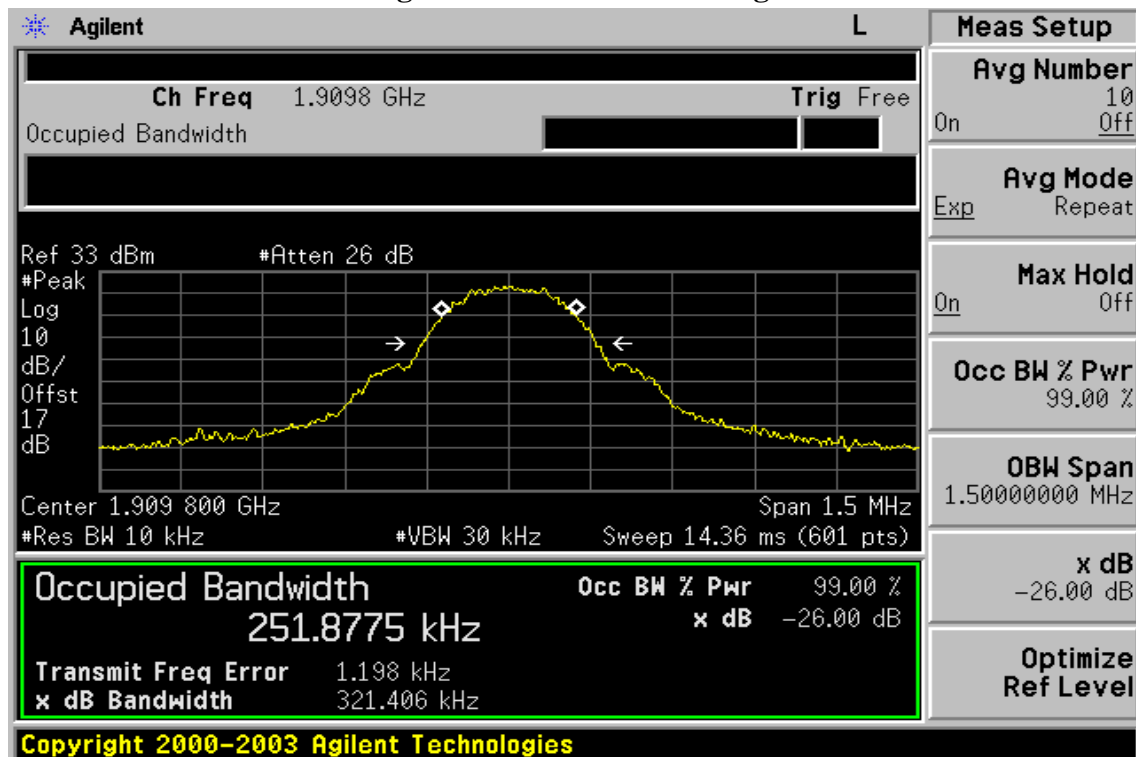 Agilent L
Ch Freq 1.9098 GHz Trig Free
Occupied Bandwidth
Ref 33 dBm #Atten 26 dB
#Peak
Log
10
dB/
Offst
17
dB
Center 1.909 800 GHz Span 1.5 MHz
#Res BW 10 kHz #VBW 30 kHz Sweep 14.36 ms (601 pts)
Occupied Bandwidth Occ BW % Pwr 99.00 %
251.8775 kHz x dB -26.00 dB
Transmit Freq Error 1.198 kHz
x dB Bandwidth 321.406 kHz
Copyright 2000-2003 Agilent Technologies
Meas Setup
Avg Number
10
On Off
Avg Mode
Exp Repeat
Max Hold
On Off
Occ BW % Pwr
99.00 %
OBW Span
1.50000000 MHz
x dB
-26.00 dB
Optimize
Ref Level